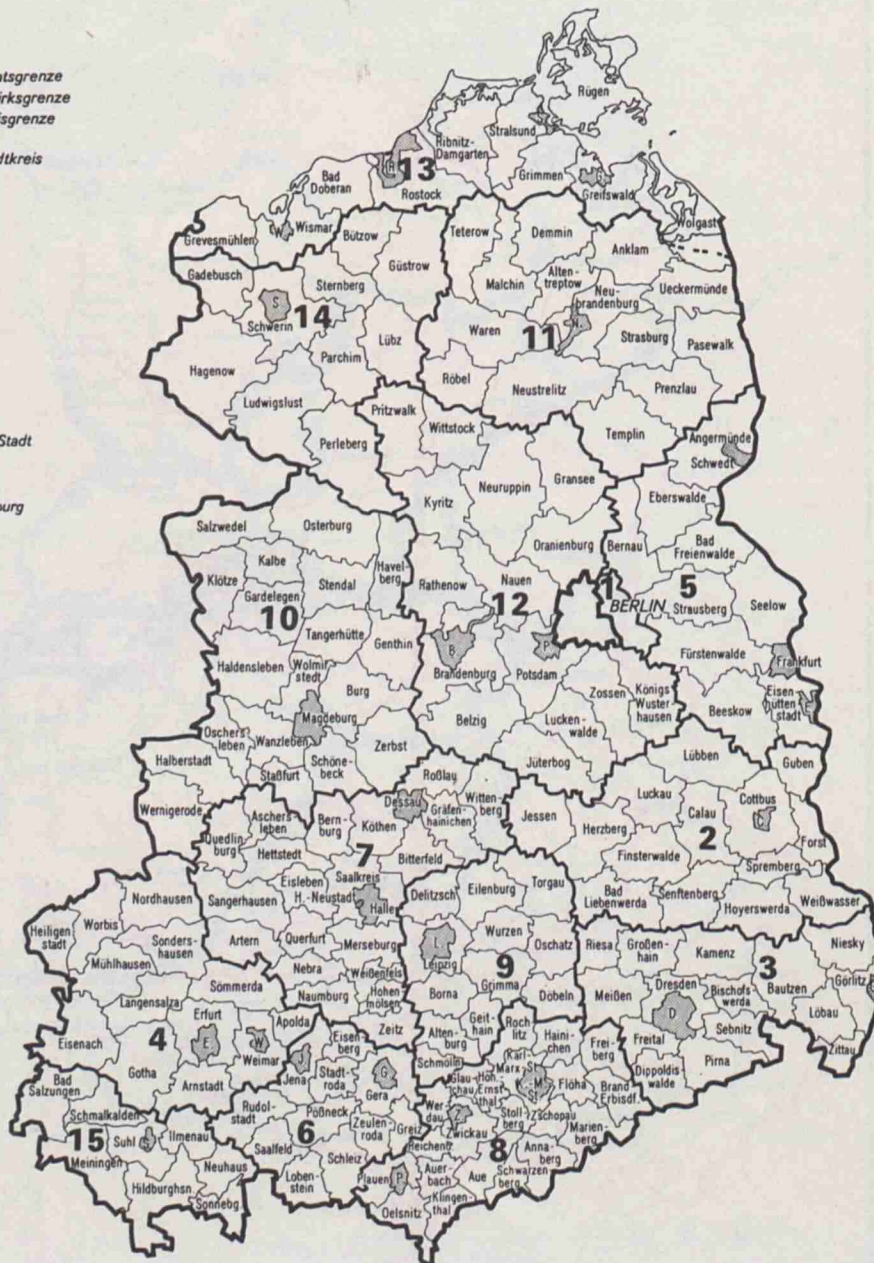 tsgrenze
irksgrenze
isgrenze
dtkreis
Stadt
burg
Rügen
Stralsund
Ribnitz-
Damgarten
R
13
Grimmen
G
Greifswald
Bad
Doberan
Rostock
Wolgast
W
Wismar
Bützow
Teterow
Demmin
Anklam
Grevesmühlen
Güstrow
Gadebusch
Sternberg
Malchin
Alten-
treptow
Neu-
brandenburg
Ueckermünde
S
Schwerin
14
Waren
11
N
Strasburg
Pasewalk
Lübz
Hagenow
Parchim
Röbel
Neustrelitz
Prenzlau
Ludwigslust
Pritzwalk
Wittstock
Templin
Angermünde
Perleberg
Schwedt
Neuruppin
Gransee
Eberswalde
Kyritz
Salzwedel
Osterburg
Oranienburg
Bernau
Bad
Freienwalde
Kalbe
Havel-
berg
Klötze
Stendal
Rathenow
Nauen
12
1
BERLIN
5
Strausberg
Seelow
Gardelegen
10
Tangerhütte
Genthin
B
P
Haldensleben
Wolmir
stedt
Brandenburg
Potsdam
Fürstenwalde
Frankfurt
Burg
Zossen
Königs
Wuster
hausen
Eisen
hütten
stadt
E
Magdeburg
Belzig
Lucken-
walde
Beeskow
Oschers
leben
Wanzleben
Zerbst
Jüterbog
Halberstadt
Staßfurt
Schöne-
beck
Lübben
Guben
Roßlau
Wernigerode
Dessau
Witten-
berg
Luckau
Aschers
leben
Bern-
burg
Köthen
Gräfen-
hainichen
Jessen
Herzberg
Calau
2
Cottbus
C
Quedlin
burg
Hettstedt
7
Bitterfeld
Finsterwalde
Forst
Spremberg
Eisleben
Saalkreis
H.-Neustadt
Halle
Delitzsch
Eilenburg
Torgau
Bad
Liebenwerda
Senftenberg
Hoyerswerda
Weißwasser
Nordhausen
Sangerhausen
Heiligen
stadt
Worbis
Sonders-
hausen
Artern
Querfurt
Merseburg
L
Leipzig
Wurzen
Oschatz
Riesa
Großen-
hain
Kamenz
Niesky
Mühlhausen
Nebra
Weißenfels
9
Grimma
3
Görlitz
Sömmerda
Naumburg
Hohen
mölsen
Borna
Döbeln
Meißen
Dresden
Bischofs
werda
Bautzen
Langensalza
Geit-
hain
D
Löbau
Erfurt
Apolda
Zeitz
Alten-
burg
Roch
litz
Haini-
chen
Frei-
berg
Freital
Sebnitz
Eisenach
4
E
W
Weimar
Eisen
berg
Schmölln
Zittau
Pirna
Gotha
Arnstadt
J
Jena
Stadt-
roda
G
Gera
Glau
chau
Höh.
Ernst
thal
Karl-
Marx-St.
K-M
St
Flöha
Brand
Erbisdf.
Dippoldis
walde
Bad
Salzungen
Wer-
dau
Schmalkalden
Rudol-
stadt
Pößneck
Z
Zwickau
Stoll
berg
Zschopau
Marien-
berg
15
Suhl
S
Ilmenau
6
Zeulen-
roda
Greiz
Reichenb.
8
Anna-
berg
Meiningen
Saalfeld
Schleiz
Auer-
bach
Aue
Schwarzen
berg
Neuhaus
Loben-
stein
Plauen
P
Hildburghsn.
Klingen-
thal
Sonnebg.
Oelsnitz